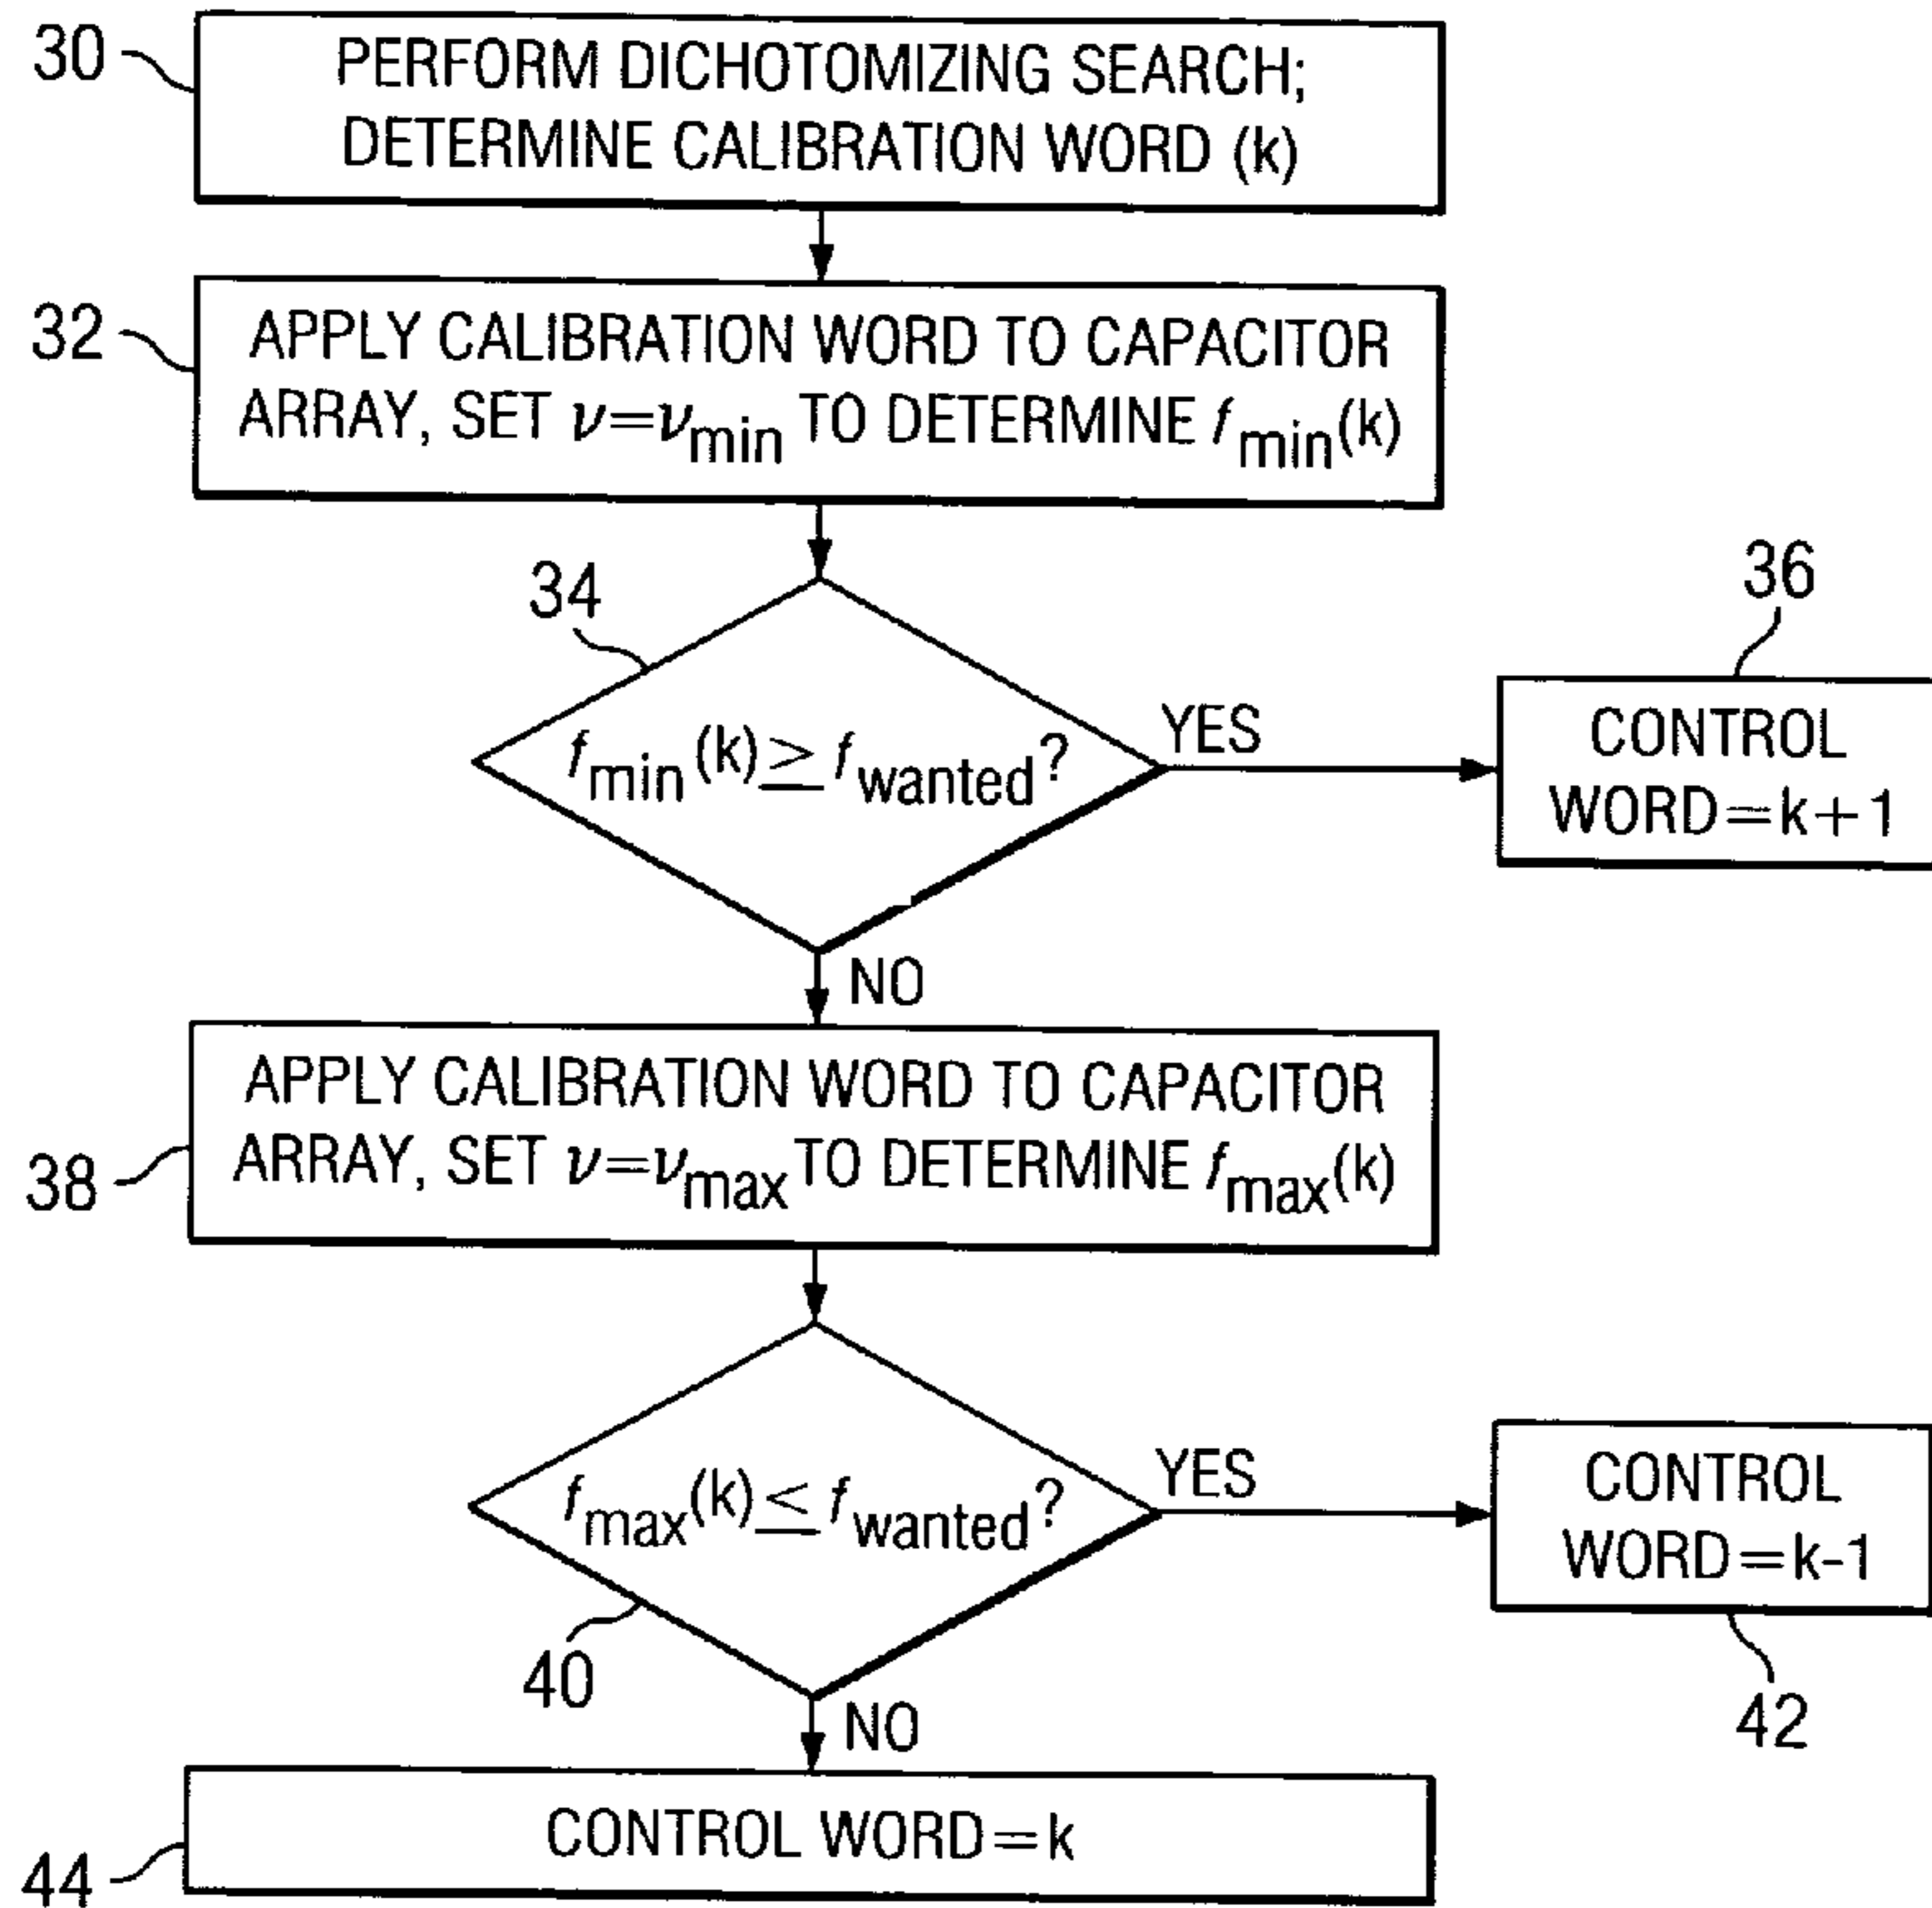 30
PERFORM DICHOTOMIZING SEARCH;
DETERMINE CALIBRATION WORD (k)
32
APPLY CALIBRATION WORD TO CAPACITOR
ARRAY, SET ν=νmin TO DETERMINE fmin(k)
34
fmin(k)≥fwanted?
YES
36
CONTROL
WORD=k+1
NO
38
APPLY CALIBRATION WORD TO CAPACITOR
ARRAY, SET ν=νmax TO DETERMINE fmax(k)
40
fmax(k)≤fwanted?
YES
CONTROL
WORD=k-1
42
NO
44
CONTROL WORD=k